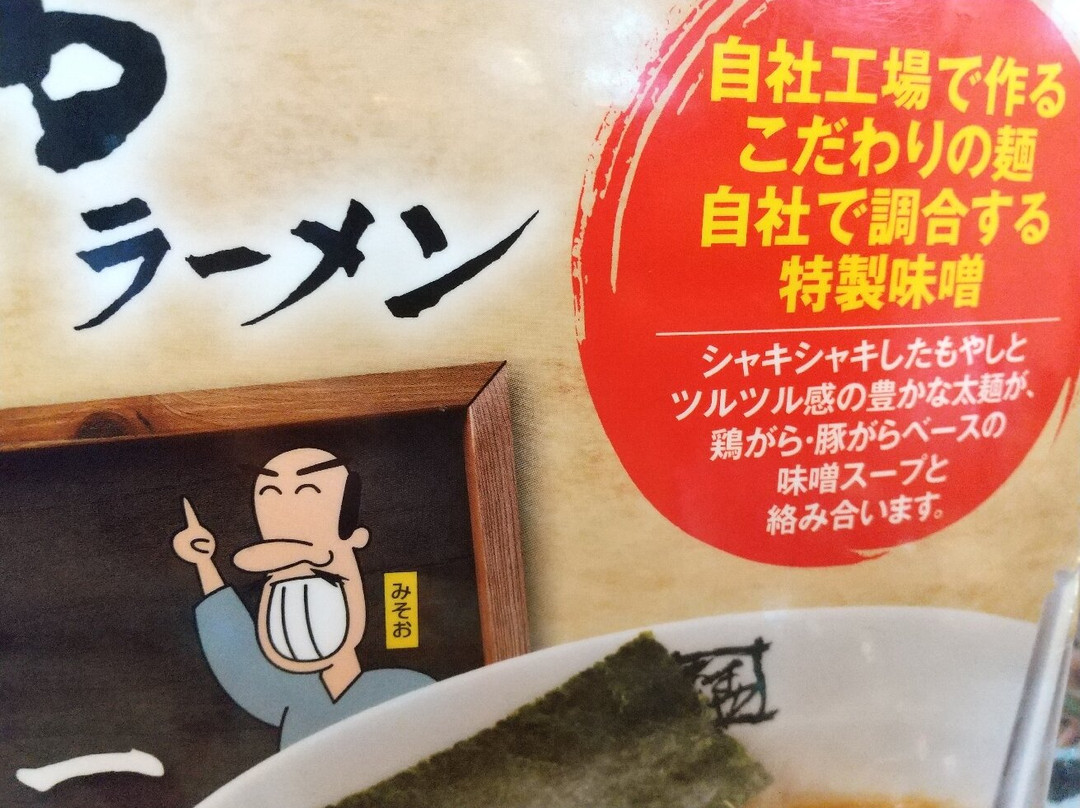 ラーメン
自社工場で作る
こだわりの麺
自社で調合する
特製味噌
シャキシャキしたもやしと
ツルツル感の豊かな太麺が、
鶏がら・豚がらベースの
味噌スープと
絡み合います。
みそお